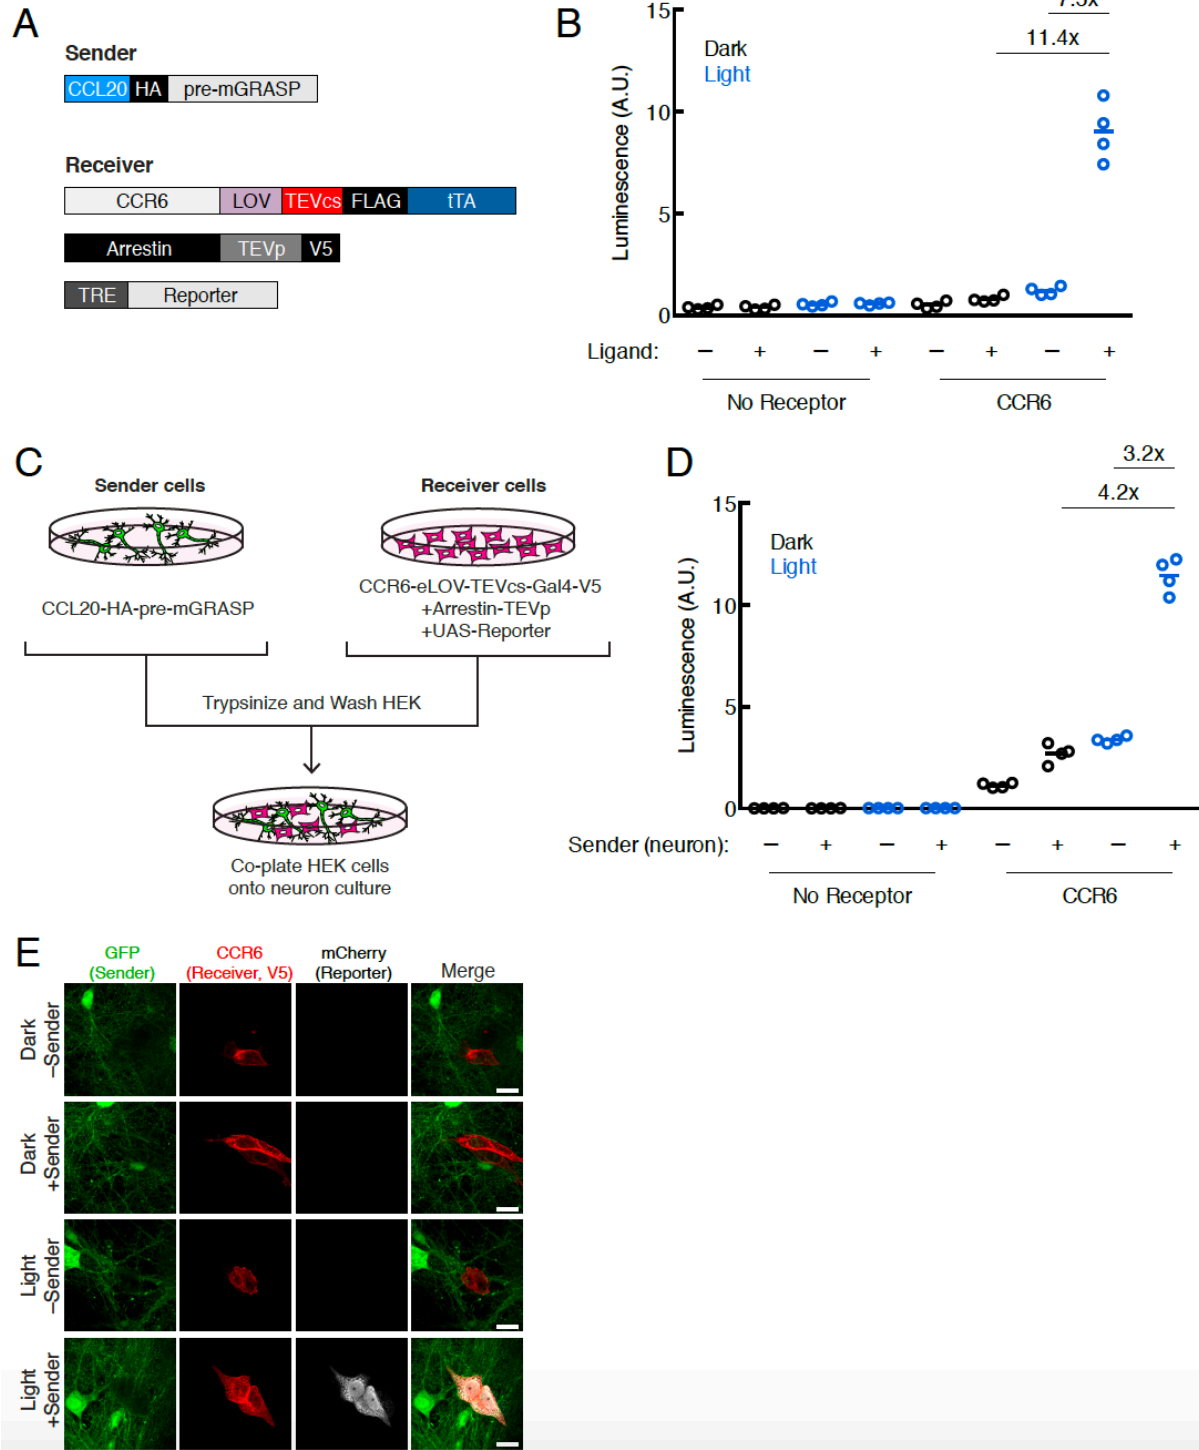 A
Sender
CCL20 HA pre-mGRASP
Receiver
CCR6 LOV TEVcs FLAG tTA
Arrestin TEVp V5
TRE Reporter
B
11.4x
Dark
Light
Luminescence (A.U.)
15
10
5
0
Ligand: – + – + – + – +
No Receptor CCR6
C
Sender cells Receiver cells
CCL20-HA-pre-mGRASP
CCR6-eLOV-TEVcs-Gal4-V5
+Arrestin-TEVp
+UAS-Reporter
Trypsinize and Wash HEK
Co-plate HEK cells
onto neuron culture
D
3.2x
4.2x
Dark
Light
Luminescence (A.U.)
15
10
5
0
Sender (neuron): – + – + – + – +
No Receptor CCR6
E
GFP
(Sender)
CCR6
(Receiver, V5)
mCherry
(Reporter)
Merge
Dark
–Sender
Dark
+Sender
Light
–Sender
Light
+Sender